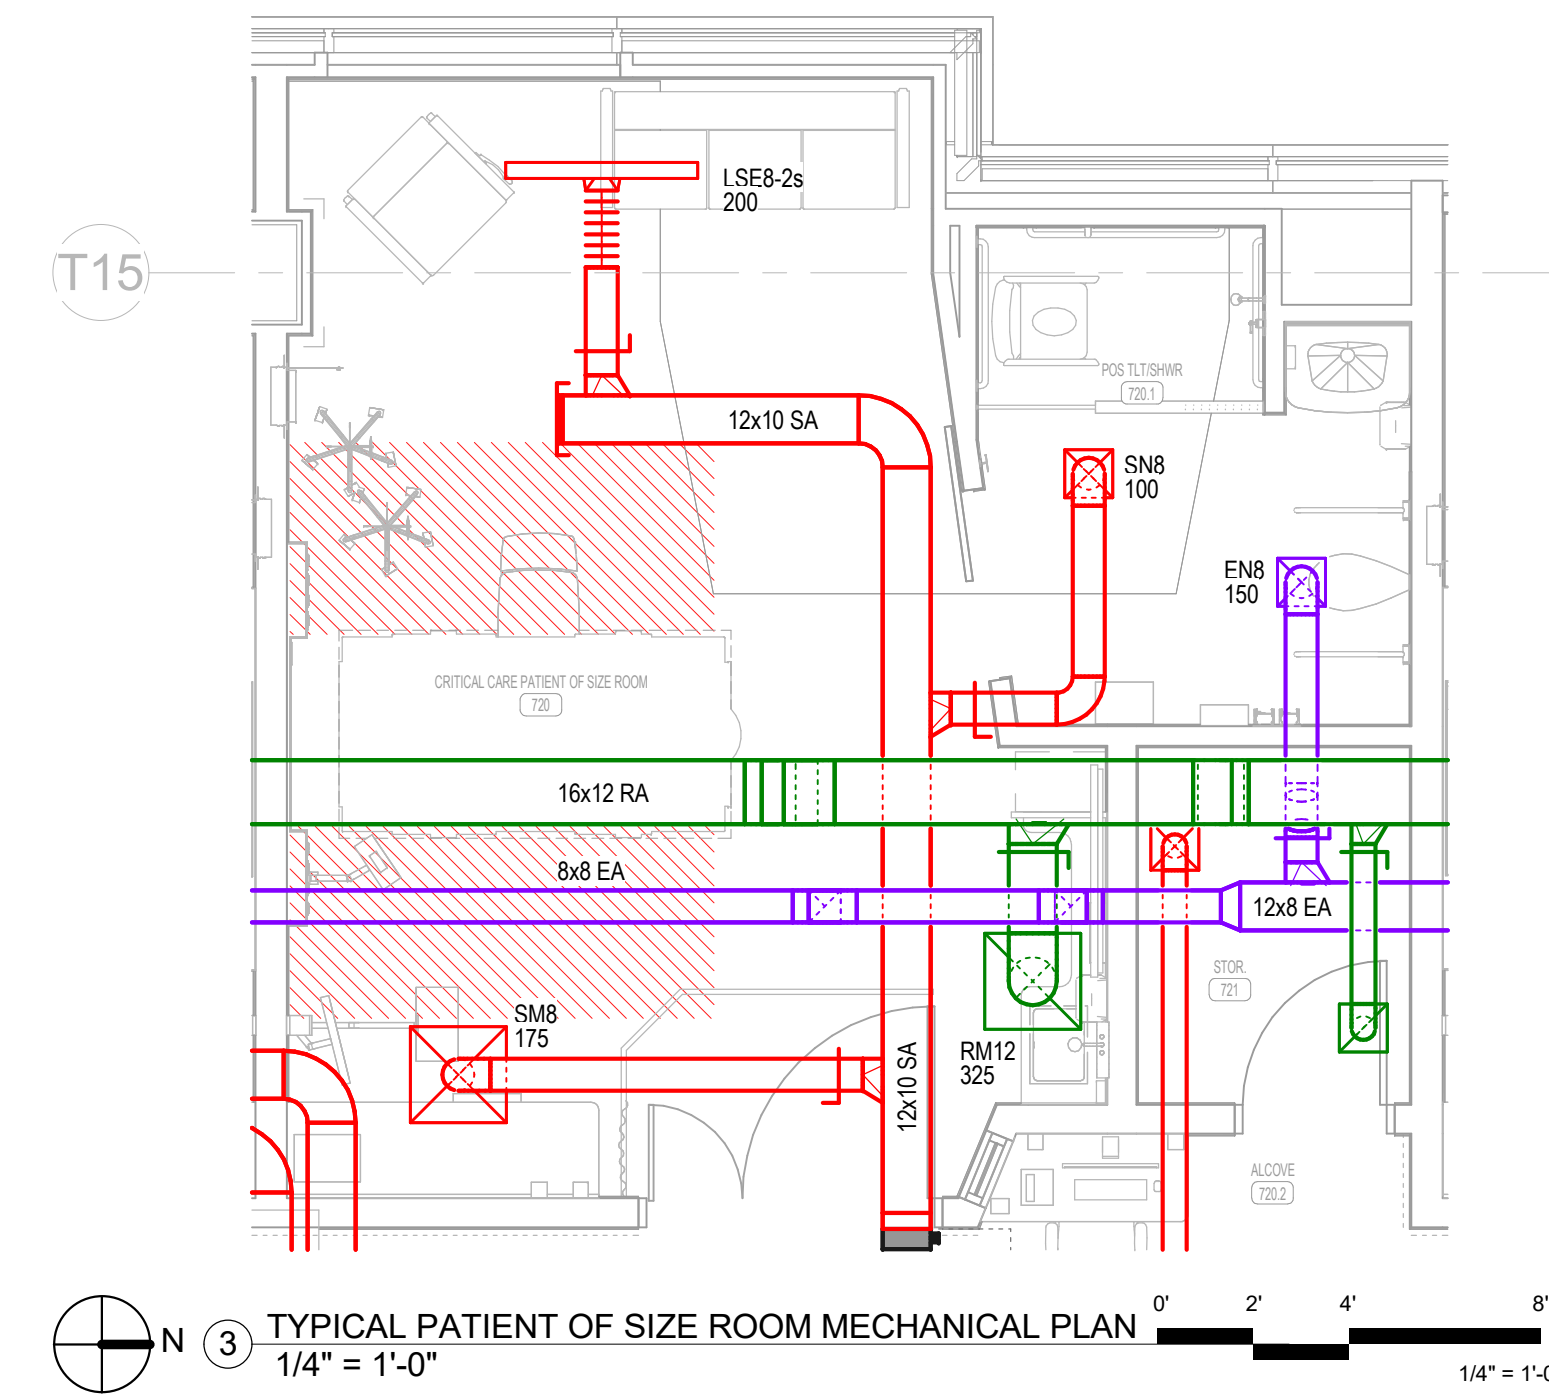 LSE8-2s
200
T15
POS TLT/SHWR
720.1
12x10 SA
SN8
100
EN8
150
CRITICAL CARE PATIENT OF SIZE ROOM
720
16x12 RA
8x8 EA
12x8 EA
STOR.
721
SM8
175
RM12
325
12x10 SA
ALCOVE
720.2
N
3
TYPICAL PATIENT OF SIZE ROOM MECHANICAL PLAN
1/4" = 1'-0"
0' 2' 4' 8'
1/4" = 1'-0